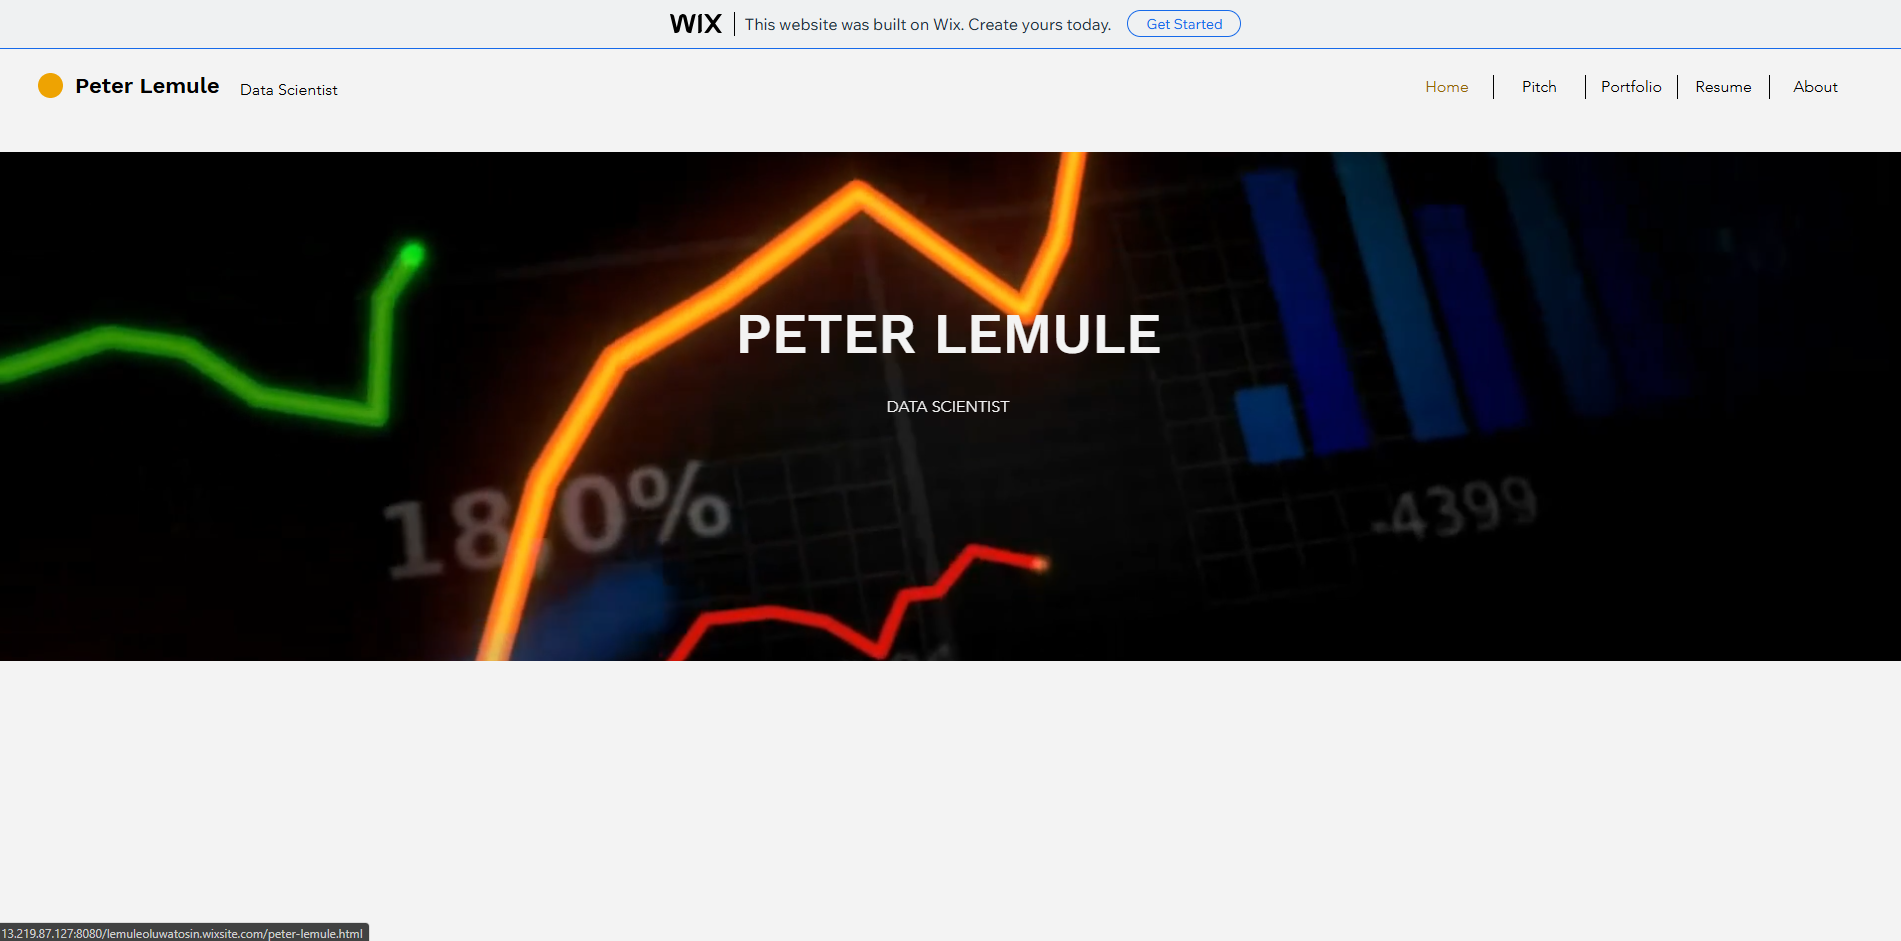 WIX This website was built on Wix. Create yours today. Get Started
Peter Lemule Data Scientist Home Pitch Portfolio Resume About
PETER LEMULE
DATA SCIENTIST
18,0%
-4399
13.219.87.127:8080/lemuleoluwatosin.wixsite.com/peter-lemule.html